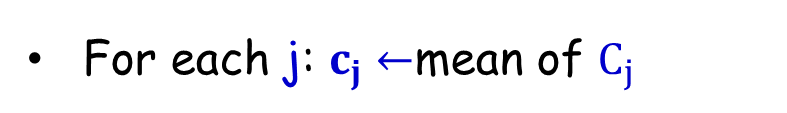 • For each j: cⱼ ←mean of Cⱼ